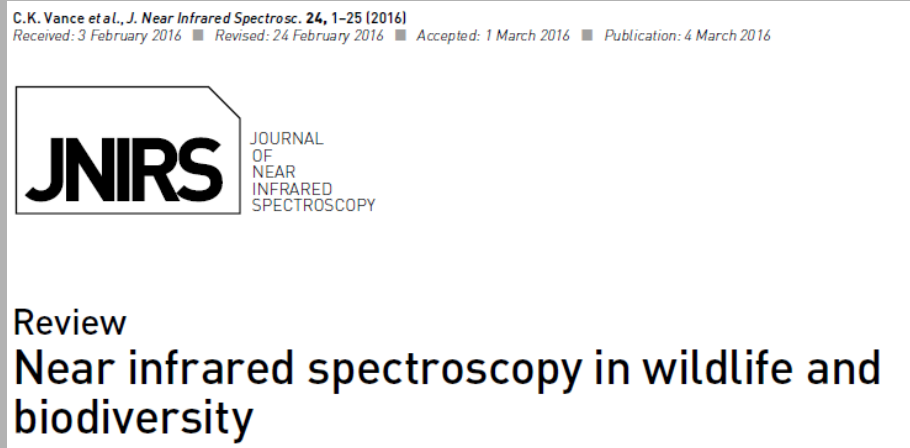 C.K. Vance et al., J. Near Infrared Spectrosc. 24, 1–25 (2016)
Received: 3 February 2016 ■ Revised: 24 February 2016 ■ Accepted: 1 March 2016 ■ Publication: 4 March 2016
JNIRS
JOURNAL
OF
NEAR
INFRARED
SPECTROSCOPY
Review
Near infrared spectroscopy in wildlife and
biodiversity